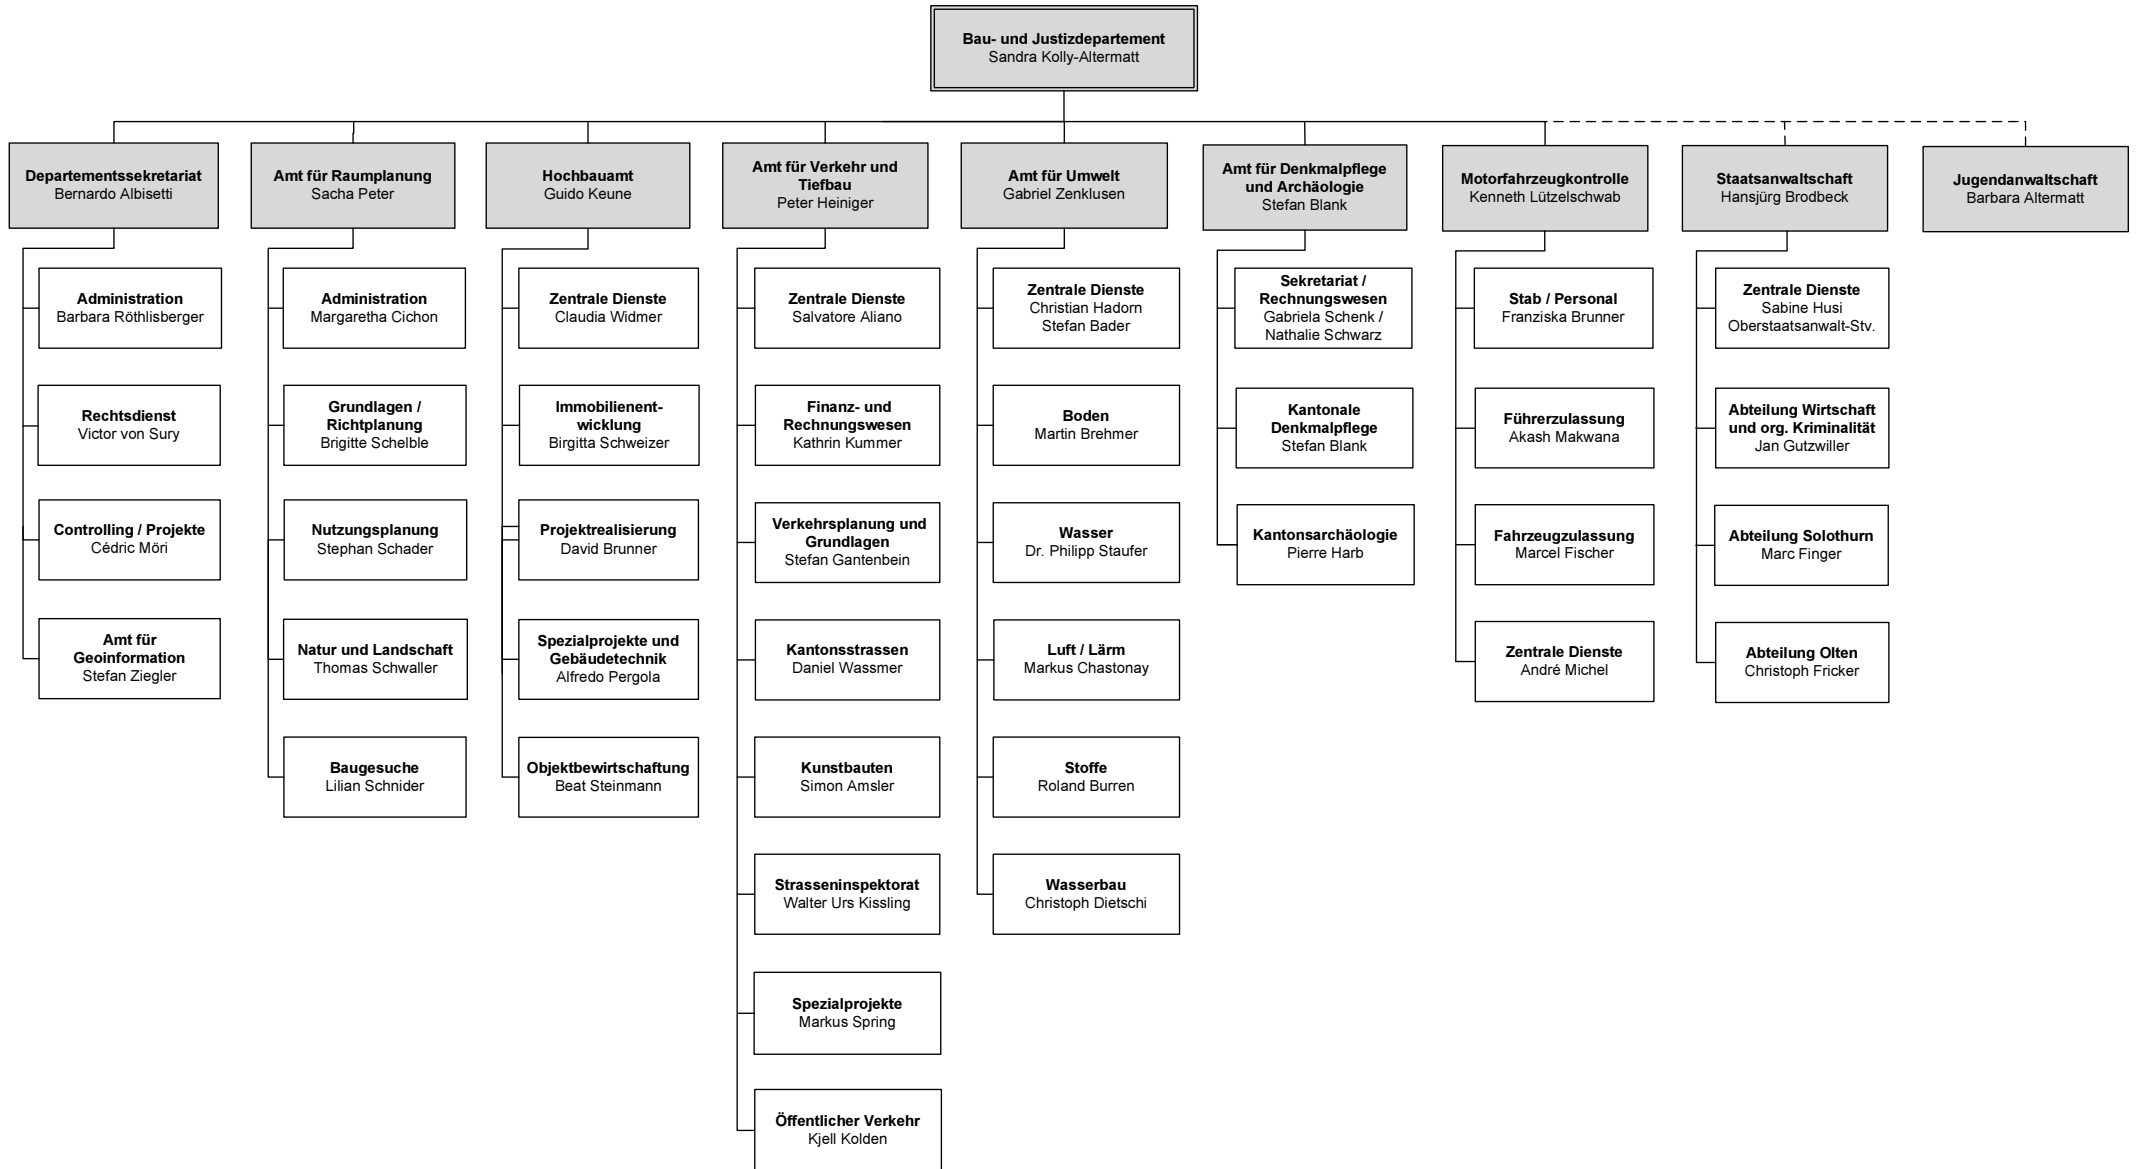 Bau- und Justizdepartement
Sandra Kolly-Altermatt
Departementssekretariat
Bernardo Albisetti
Administration
Barbara Röthlisberger
Rechtsdienst
Victor von Sury
Controlling / Projekte
Cédric Möri
Amt für
Geoinformation
Stefan Ziegler
Amt für Raumplanung
Sacha Peter
Administration
Margaretha Cichon
Grundlagen /
Richtplanung
Brigitte Schelble
Nutzungsplanung
Stephan Schader
Natur und Landschaft
Thomas Schwaller
Baugesuche
Lilian Schnider
Hochbauamt
Guido Keune
Zentrale Dienste
Claudia Widmer
Immobilienent-
wicklung
Birgitta Schweizer
Projektrealisierung
David Brunner
Spezialprojekte und
Gebäudetechnik
Alfredo Pergola
Objektbewirtschaftung
Beat Steinmann
Amt für Verkehr und
Tiefbau
Peter Heiniger
Zentrale Dienste
Salvatore Aliano
Finanz- und
Rechnungswesen
Kathrin Kummer
Verkehrsplanung und
Grundlagen
Stefan Gantenbein
Kantonsstrassen
Daniel Wassmer
Kunstbauten
Simon Amsler
Strasseninspektorat
Walter Urs Kissling
Spezialprojekte
Markus Spring
Öffentlicher Verkehr
Kjell Kolden
Amt für Umwelt
Gabriel Zenklusen
Zentrale Dienste
Christian Hadorn
Stefan Bader
Boden
Martin Brehmer
Wasser
Dr. Philipp Staufer
Luft / Lärm
Markus Chastonay
Stoffe
Roland Burren
Wasserbau
Christoph Dietschi
Amt für Denkmalpflege
und Archäologie
Stefan Blank
Sekretariat /
Rechnungswesen
Gabriela Schenk /
Nathalie Schwarz
Kantonale
Denkmalpflege
Stefan Blank
Kantonsarchäologie
Pierre Harb
Motorfahrzeugkontrolle
Kenneth Lützelschwab
Stab / Personal
Franziska Brunner
Führerzulassung
Akash Makwana
Fahrzeugzulassung
Marcel Fischer
Zentrale Dienste
André Michel
Staatsanwaltschaft
Hansjürg Brodbeck
Zentrale Dienste
Sabine Husi
Oberstaatsanwalt-Stv.
Abteilung Wirtschaft
und org. Kriminalität
Jan Gutzwiller
Abteilung Solothurn
Marc Finger
Abteilung Olten
Christoph Fricker
Jugendanwaltschaft
Barbara Altermatt